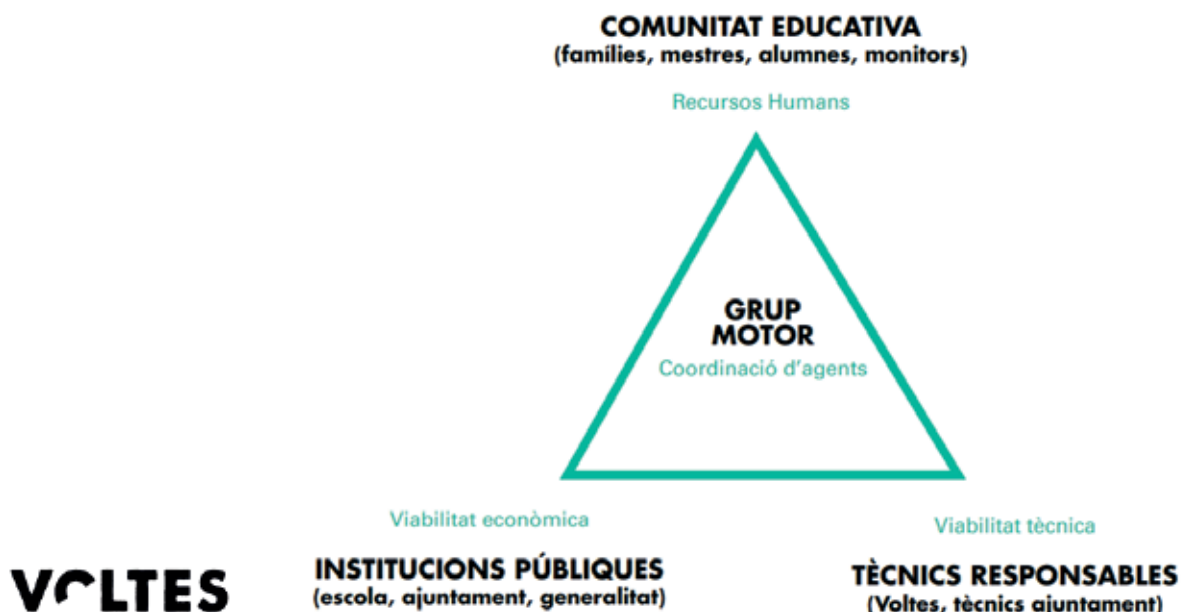 COMUNITAT EDUCATIVA
(famílies, mestres, alumnes, monitors)
Recursos Humans
GRUP
MOTOR
Coordinació d'agents
Viabilitat econòmica
Viabilitat tècnica
INSTITUCIONS PÚBLIQUES
(escola, ajuntament, generalitat)
TÈCNICS RESPONSABLES
(Voltes, tècnics ajuntament)
VOLTES